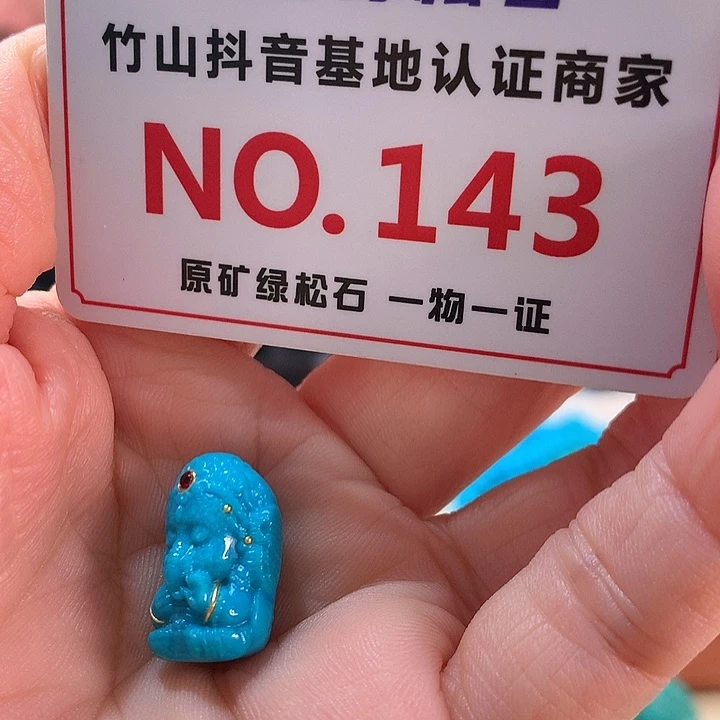 竹山抖音基地认证商家
NO.143
原矿绿松石 一物一证